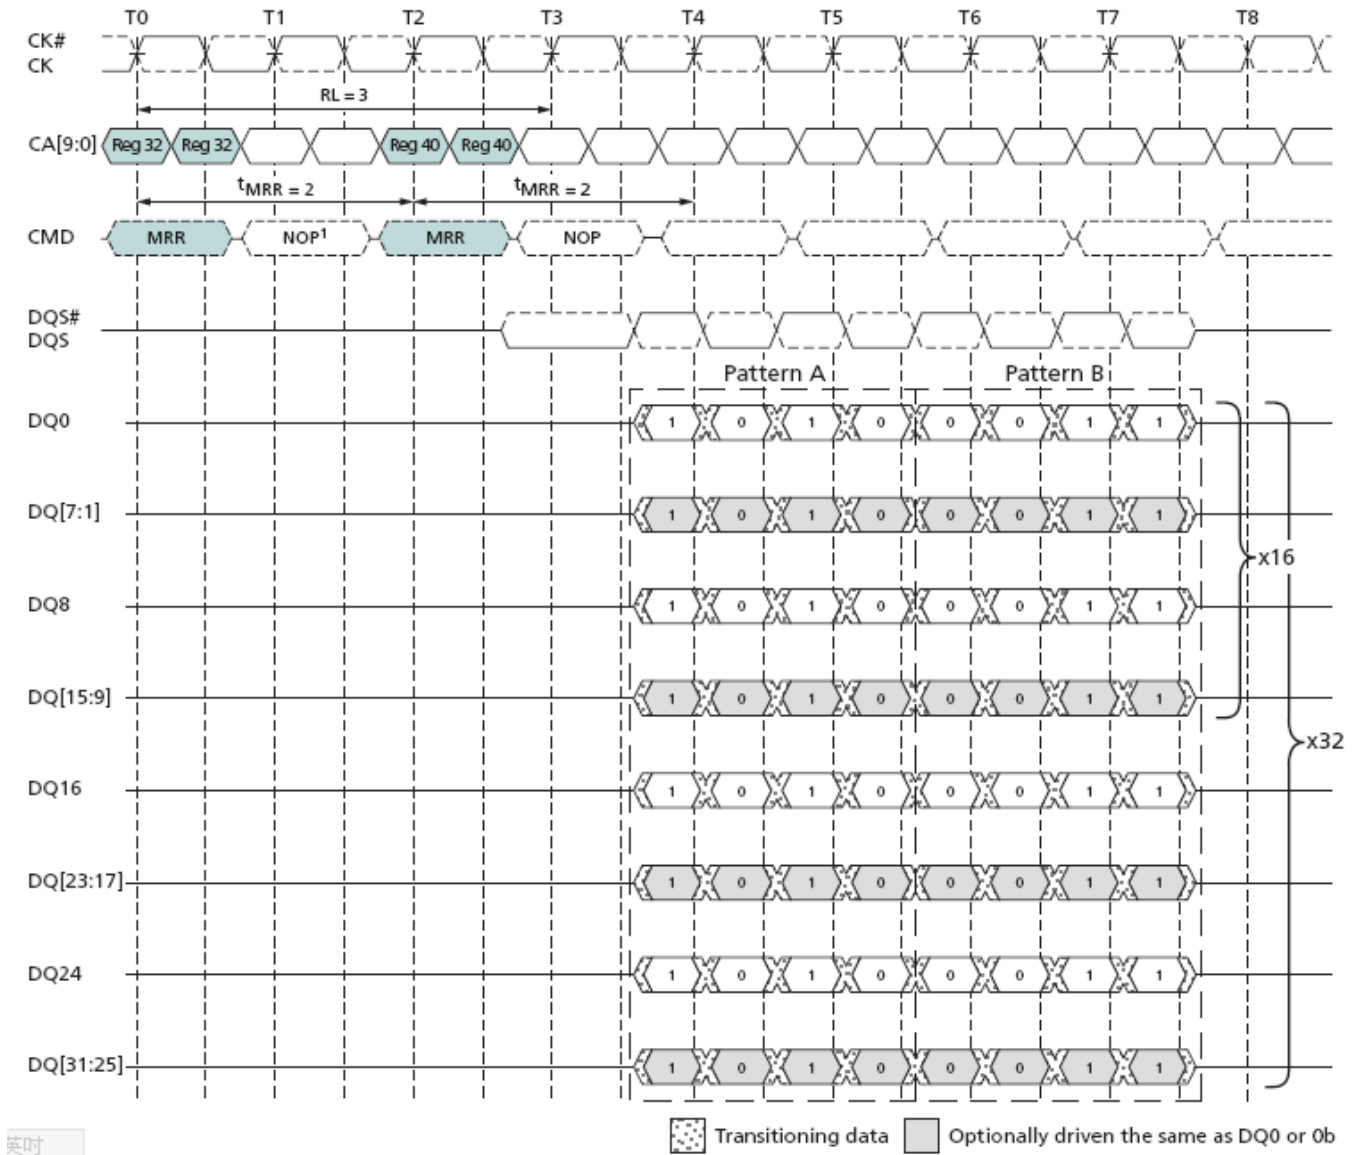 T0 T1 T2 T3 T4 T5 T6 T7 T8
CK#
CK
RL = 3
CA[9:0] Reg 32 Reg 32 Reg 40 Reg 40
tMRR = 2 tMRR = 2
CMD MRR NOP1 MRR NOP
DQS#
DQS
Pattern A Pattern B
DQ0 1 0 1 0 0 0 1 1
DQ[7:1] 1 0 1 0 0 0 1 1
x16
DQ8 1 0 1 0 0 0 1 1
DQ[15:9] 1 0 1 0 0 0 1 1
x32
DQ16 1 0 1 0 0 0 1 1
DQ[23:17] 1 0 1 0 0 0 1 1
DQ24 1 0 1 0 0 0 1 1
DQ[31:25] 1 0 1 0 0 0 1 1
Transitioning data Optionally driven the same as DQ0 or 0b
英吋